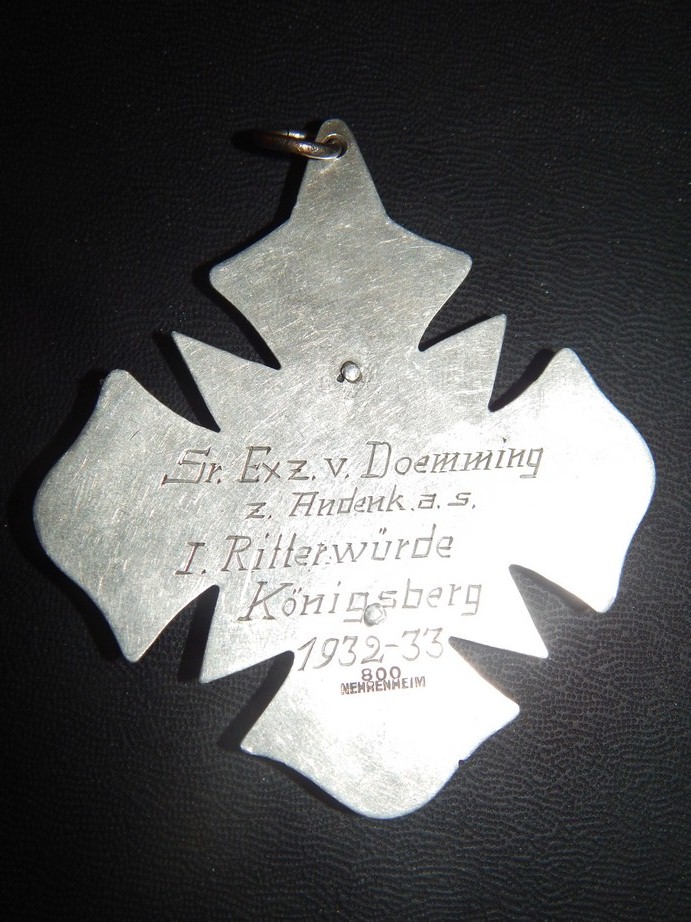 Sr. Exz. v. Doemming
z. Andenk. a. s.
I. Ritterwürde
Königsberg
1932-33
800
NEHRENHEIM